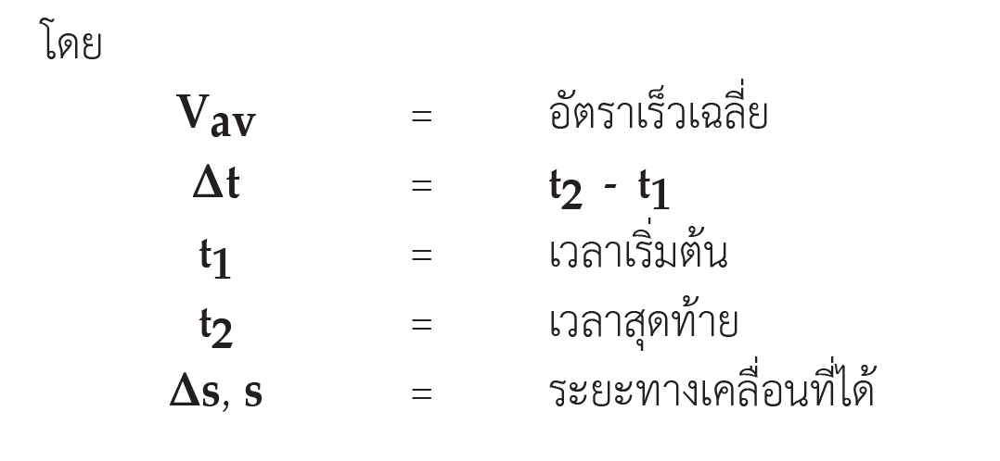 โดย
Vav = อัตราเร็วเฉลี่ย
Δt = t2 - t1
t1 = เวลาเริ่มต้น
t2 = เวลาสุดท้าย
Δs, s = ระยะทางเคลื่อนที่ได้